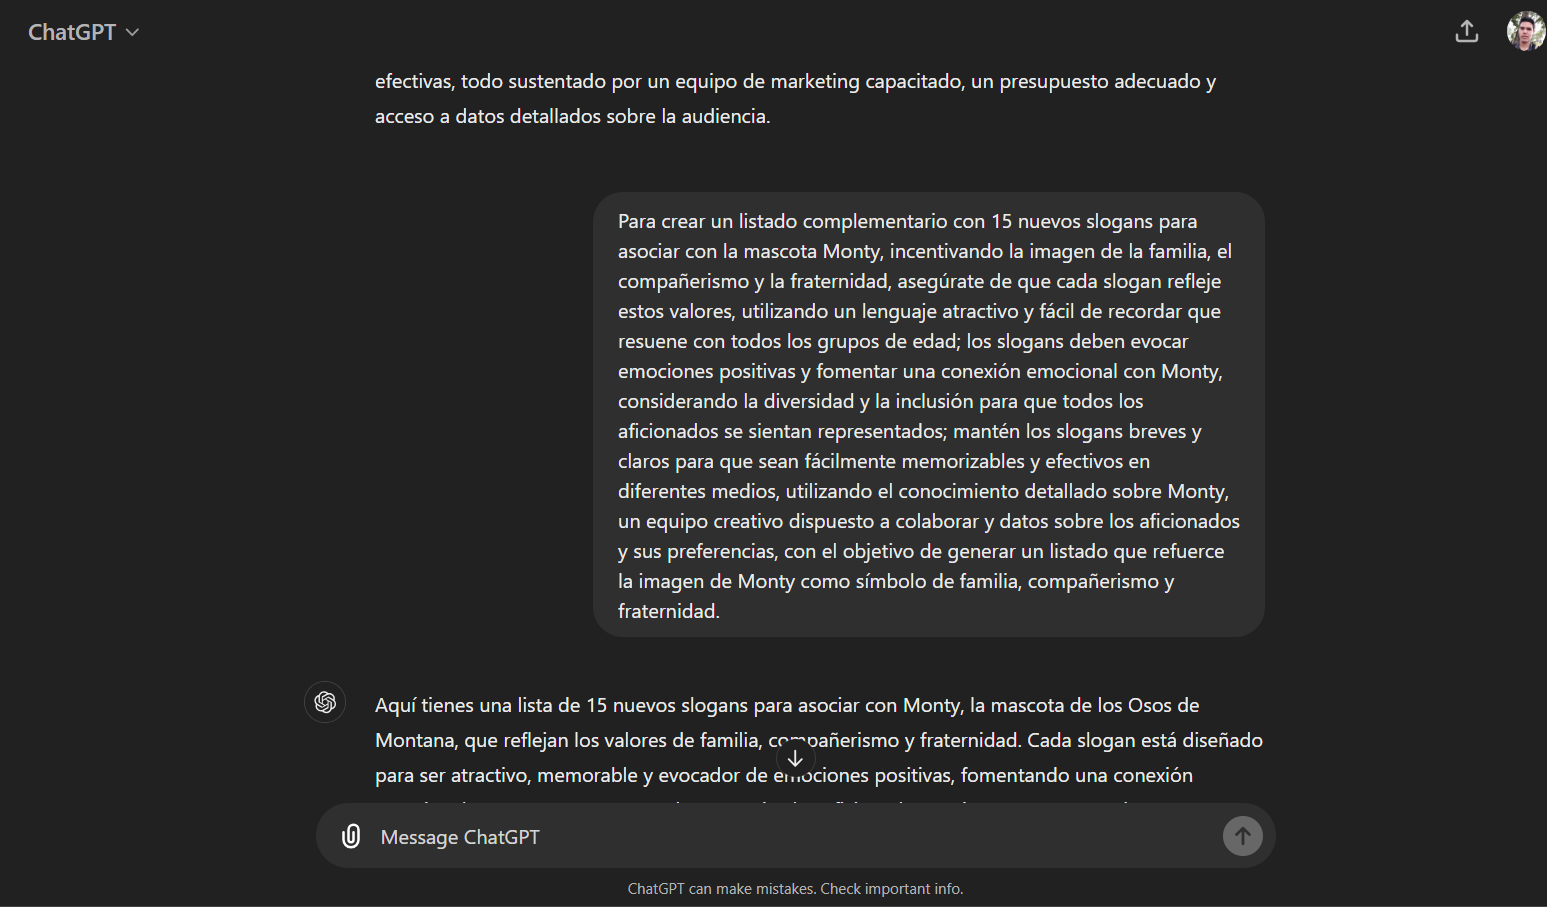 ChatGPT
efectivas, todo sustentado por un equipo de marketing capacitado, un presupuesto adecuado y
acceso a datos detallados sobre la audiencia.
Para crear un listado complementario con 15 nuevos slogans para
asociar con la mascota Monty, incentivando la imagen de la familia, el
compañerismo y la fraternidad, asegúrate de que cada slogan refleje
estos valores, utilizando un lenguaje atractivo y fácil de recordar que
resuene con todos los grupos de edad; los slogans deben evocar
emociones positivas y fomentar una conexión emocional con Monty,
considerando la diversidad y la inclusión para que todos los
aficionados se sientan representados; mantén los slogans breves y
claros para que sean fácilmente memorizables y efectivos en
diferentes medios, utilizando el conocimiento detallado sobre Monty,
un equipo creativo dispuesto a colaborar y datos sobre los aficionados
y sus preferencias, con el objetivo de generar un listado que refuerce
la imagen de Monty como símbolo de familia, compañerismo y
fraternidad.
Aquí tienes una lista de 15 nuevos slogans para asociar con Monty, la mascota de los Osos de
Montana, que reflejan los valores de familia, compañerismo y fraternidad. Cada slogan está diseñado
para ser atractivo, memorable y evocador de emociones positivas, fomentando una conexión
Message ChatGPT
ChatGPT can make mistakes. Check important info.